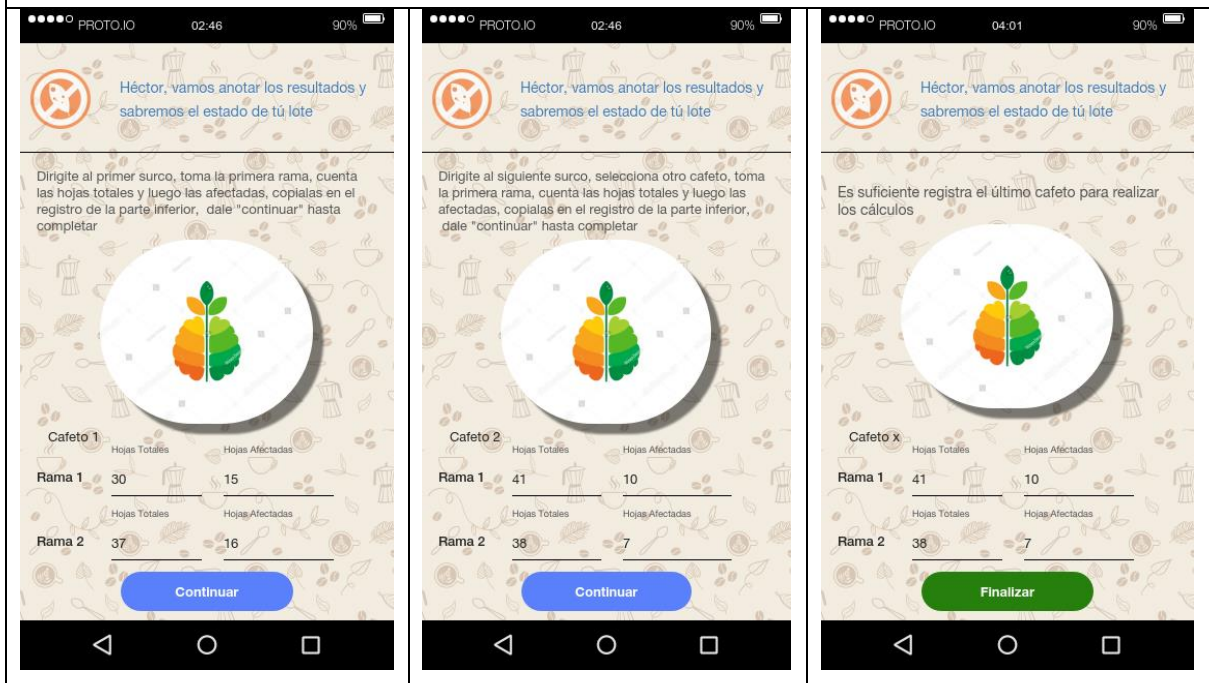 PROTO.IO 02:46 90%
Héctor, vamos anotar los resultados y
sabremos el estado de tú lote
Dirigite al primer surco, toma la primera rama, cuenta
las hojas totales y luego las afectadas, copialas en el
registro de la parte inferior, dale "continuar" hasta
completar
Cafeto 1
Hojas Totales Hojas Afectadas
Rama 1 30 15
Hojas Totales Hojas Afectadas
Rama 2 37 16
Continuar
PROTO.IO 02:46 90%
Héctor, vamos anotar los resultados y
sabremos el estado de tú lote
Dirigite al siguiente surco, selecciona otro cafeto, toma
la primera rama, cuenta las hojas totales y luego las
afectadas, copialas en el registro de la parte inferior,
dale "continuar" hasta completar
Cafeto 2
Hojas Totales Hojas Afectadas
Rama 1 41 10
Hojas Totales Hojas Afectadas
Rama 2 38 7
Continuar
PROTO.IO 04:01 90%
Héctor, vamos anotar los resultados y
sabremos el estado de tú lote
Es suficiente registra el último cafeto para realizar
los cálculos
Cafeto x
Hojas Totales Hojas Afectadas
Rama 1 41 10
Hojas Totales Hojas Afectadas
Rama 2 38 7
Finalizar